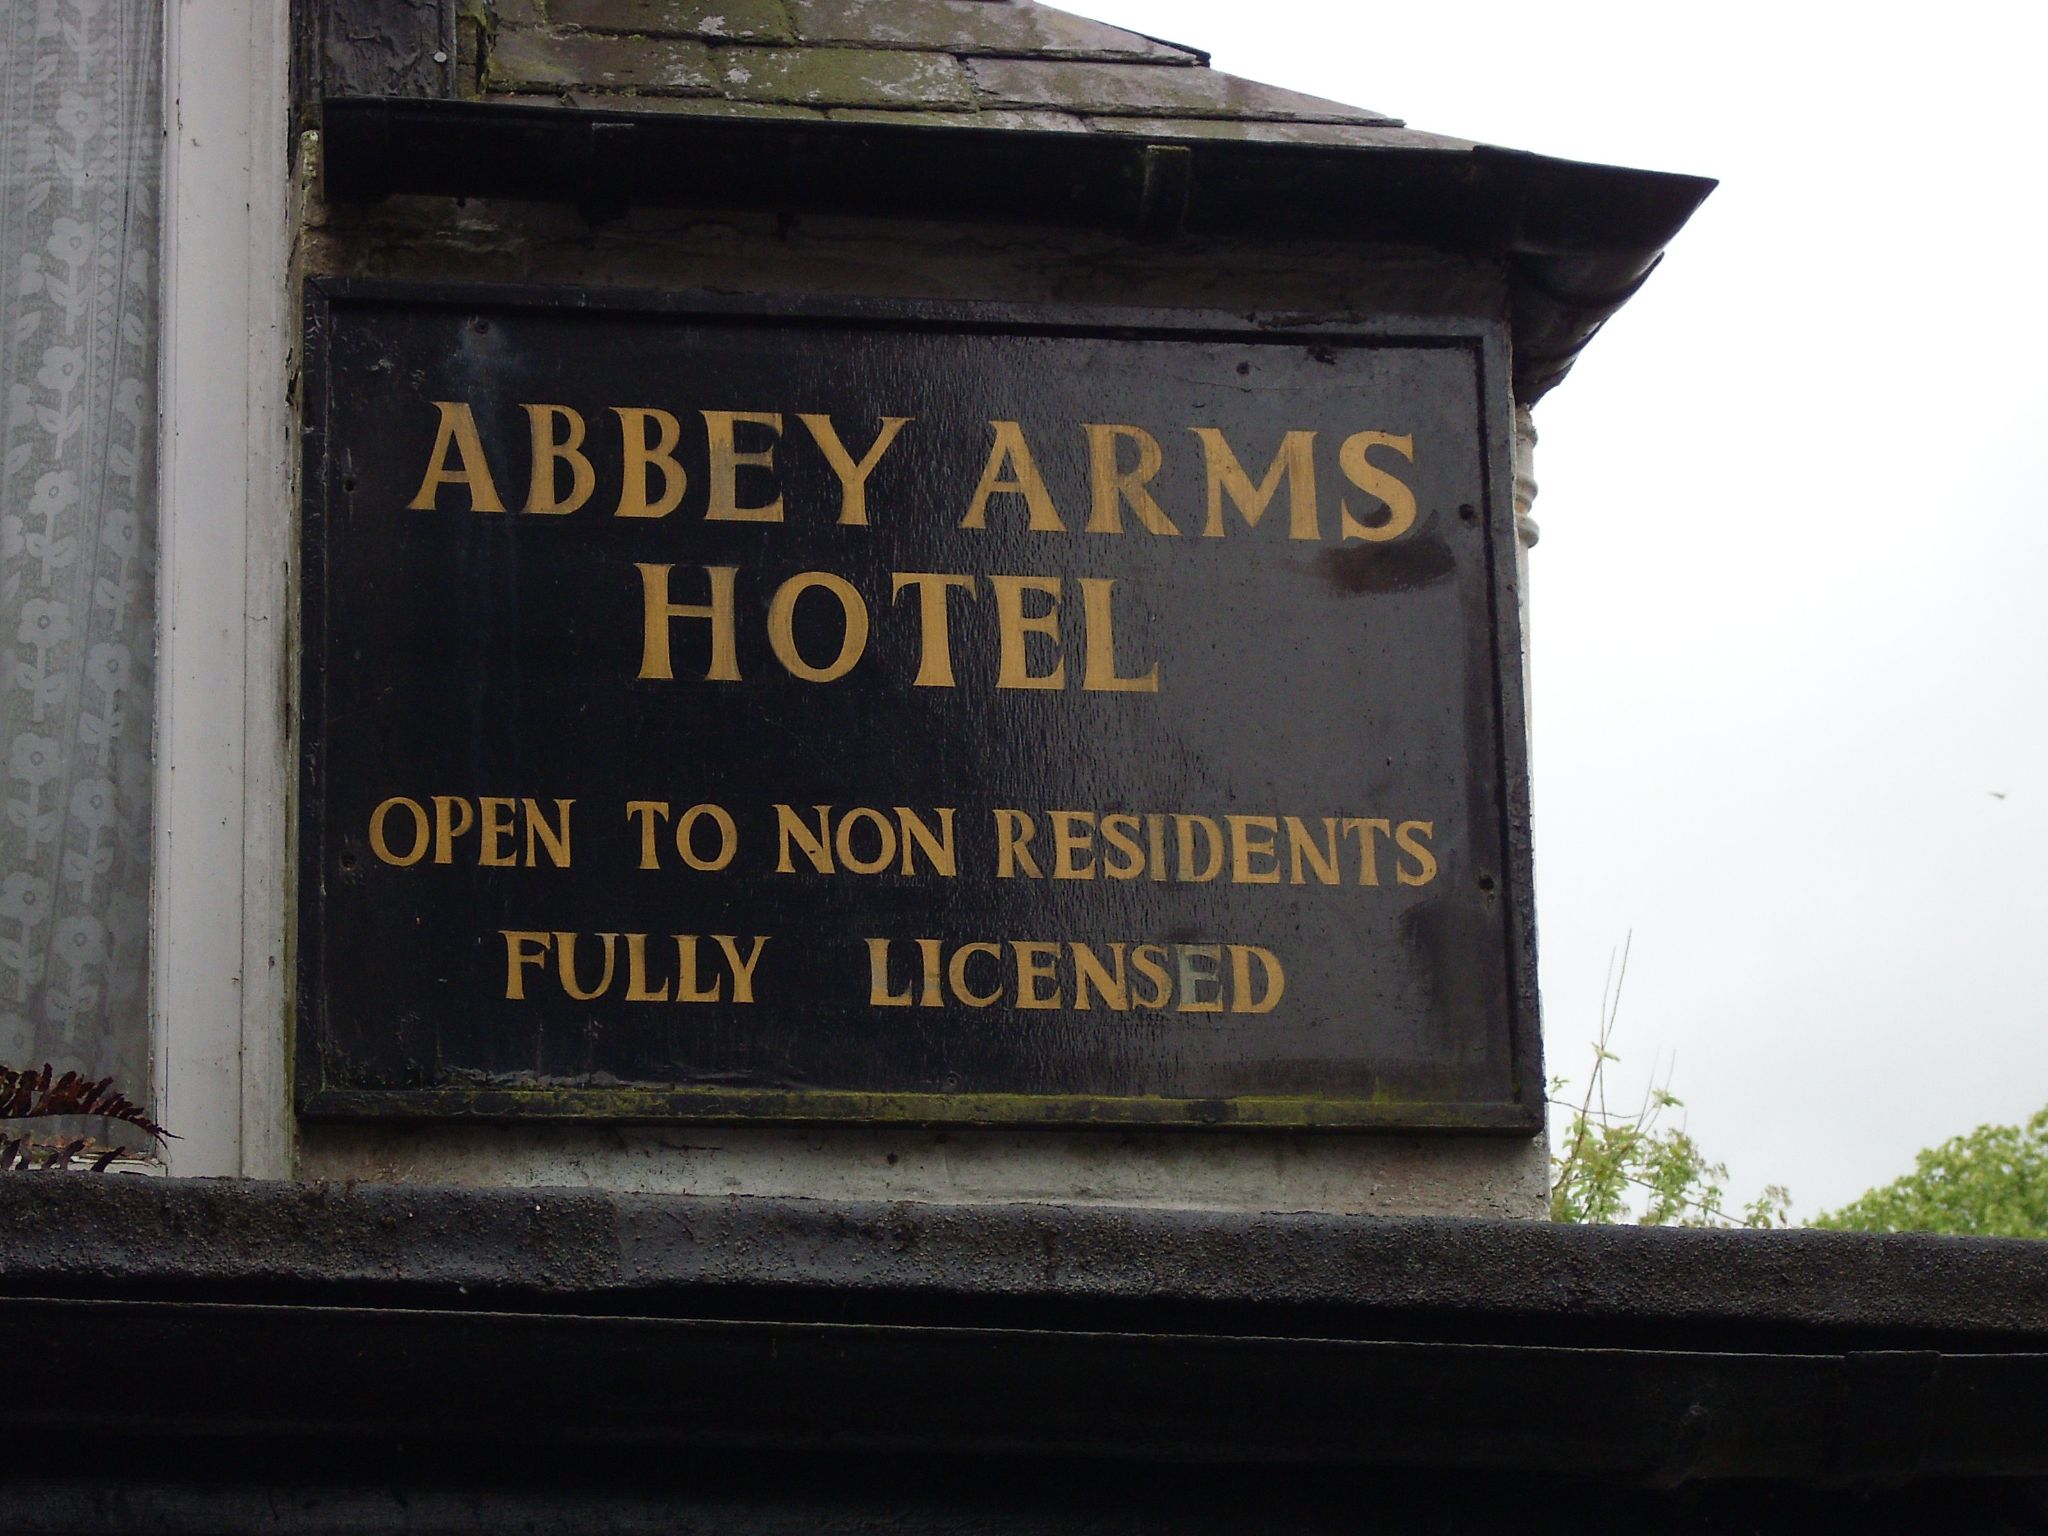 ABBEY ARMS
HOTEL
OPEN TO NON RESIDENTS
FULLY LICENSED